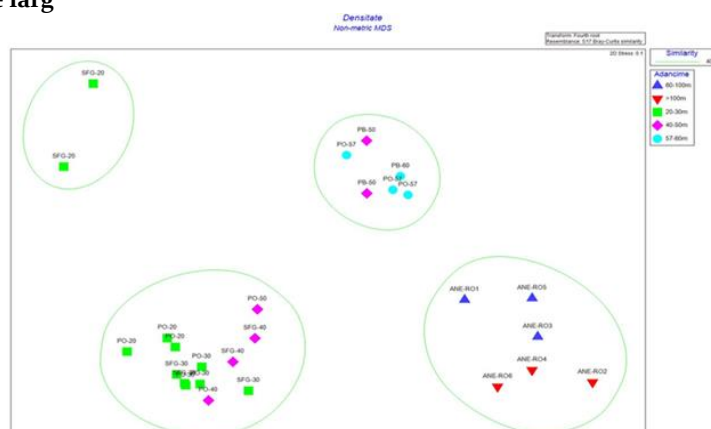 e larg
Densitate
Non-metric MDS
Transform: Fourth root
Resemblance: S17 Bray-Curtis similarity
2D Stress: 0.1
Similarity
Adancime
60-100m
>100m
20-30m
40-50m
57-60m
SFG-20
SFG-20
PB-50
PO-57
PB-60
PO-57
PB-50
PO-50
PO-20
SFG-40
PO-20
PO-20
SFG-40
PO-30
SFG-30
SFG-30
PO-40
ANE-RO1
ANE-RO5
ANE-RO3
ANE-RO4
ANE-RO6
ANE-RO2